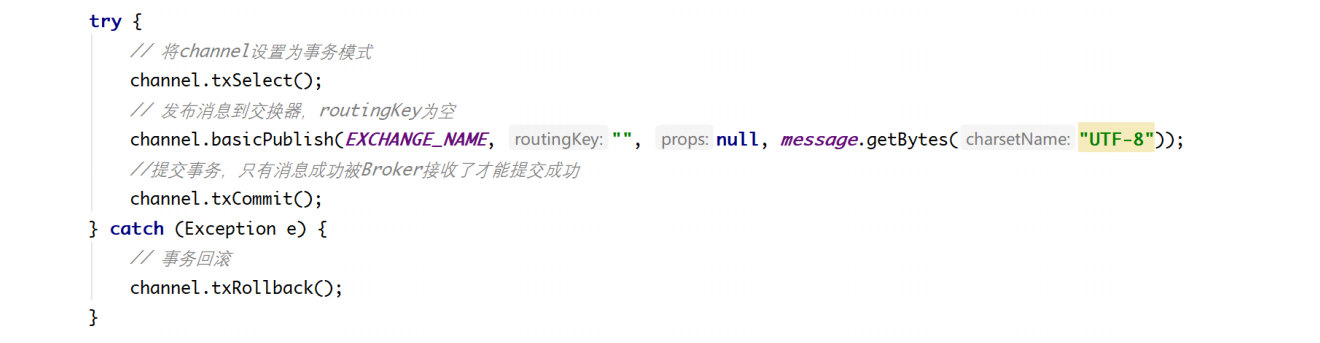 try {
// 将channel设置为事务模式
channel.txSelect();
// 发布消息到交换器，routingKey为空
channel.basicPublish(EXCHANGE_NAME, routingKey: "", props: null, message.getBytes( charsetName: "UTF-8"));
//提交事务，只有消息成功被Broker接收了才能提交成功
channel.txCommit();
} catch (Exception e) {
// 事务回滚
channel.txRollback();
}